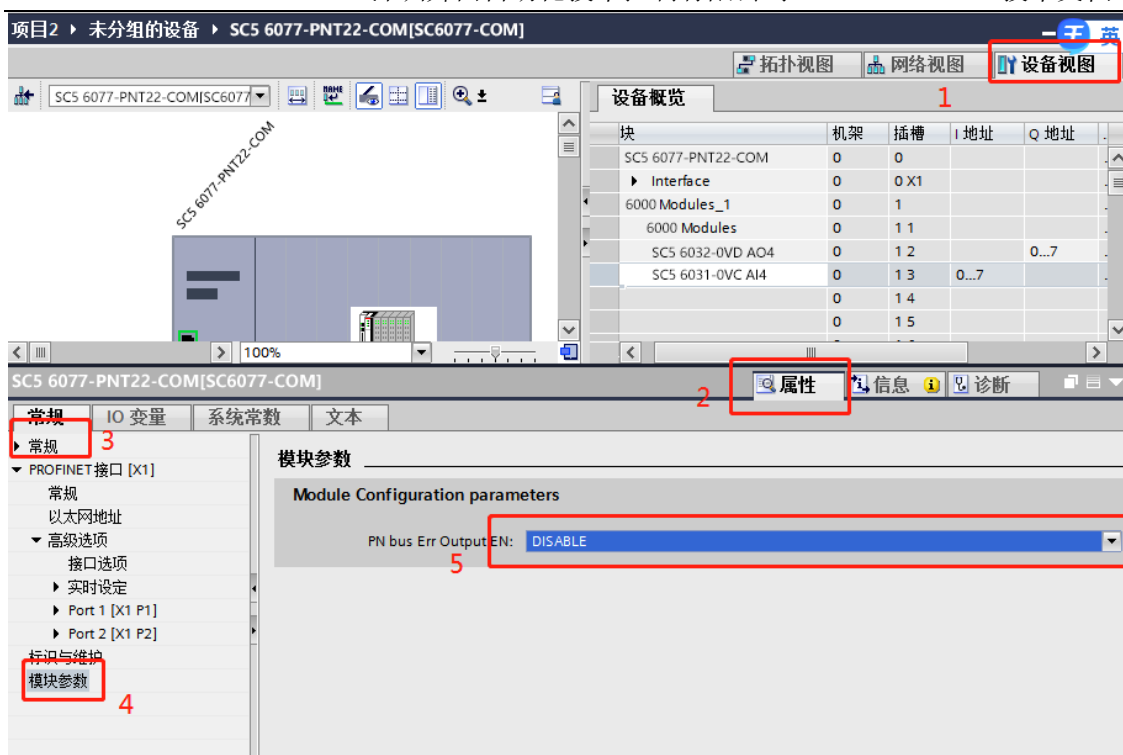 项目2 ▸ 未分组的设备 ▸ SC5 6077-PNT22-COM[SC6077-COM]
英
拓扑视图 网络视图 设备视图
1
SC5 6077-PNT22-COM[SC6077
设备概览
块 机架 插槽 I 地址 Q 地址
SC5 6077-PNT22-COM 0 0
Interface 0 0 X1
6000 Modules_1 0 1
6000 Modules 0 1 1
SC5 6032-0VD AO4 0 1 2 0...7
SC5 6031-0VC AI4 0 1 3 0...7
0 1 4
0 1 5
SC5 6077-PNT22-COM
100%
SC5 6077-PNT22-COM[SC6077-COM]
2
属性 信息 诊断
常规 IO 变量 系统常数 文本
3
常规
PROFINET接口 [X1]
常规
以太网地址
高级选项
接口选项
实时设定
Port 1 [X1 P1]
Port 2 [X1 P2]
标识与维护
模块参数
4
模块参数
Module Configuration parameters
PN bus Err Output EN: DISABLE
5